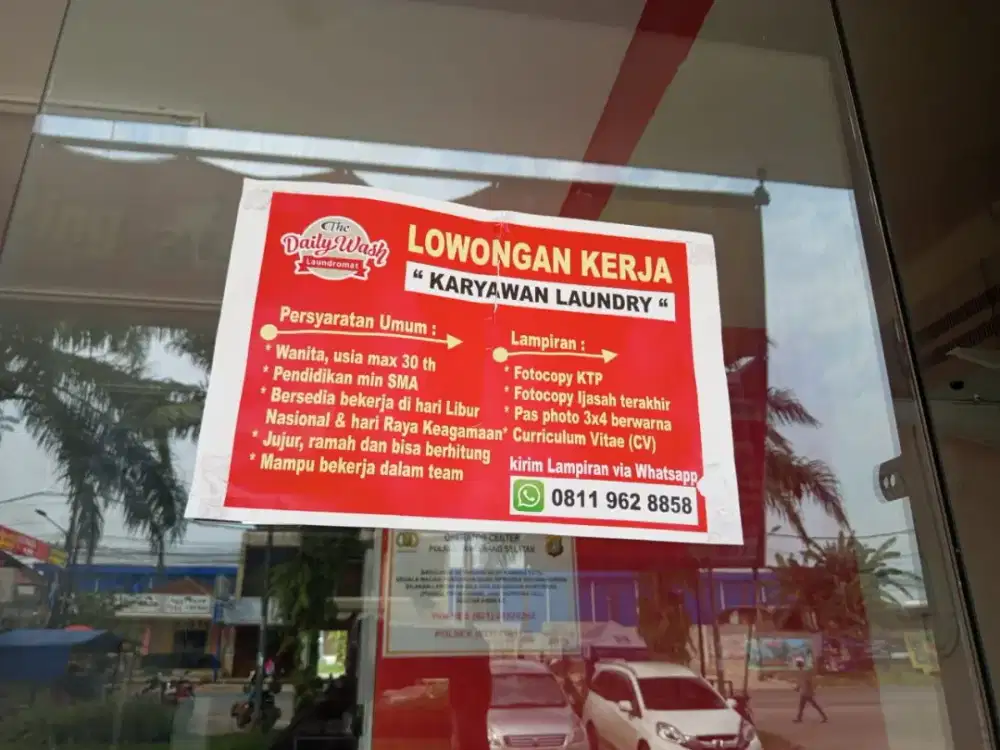 The
Daily Wash
Laundromat
LOWONGAN KERJA
“ KARYAWAN LAUNDRY “
Persyaratan Umum :
* Wanita, usia max 30 th
* Pendidikan min SMA
* Bersedia bekerja di hari Libur
Nasional & hari Raya Keagamaan
* Jujur, ramah dan bisa berhitung
* Mampu bekerja dalam team
Lampiran :
* Fotocopy KTP
* Fotocopy Ijasah terakhir
* Pas photo 3x4 berwarna
* Curriculum Vitae (CV)
kirim Lampiran via Whatsapp
0811 962 8858